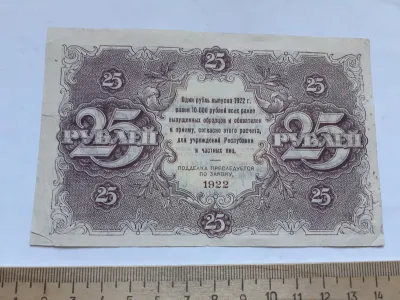 25
25
Один рубль выпуска 1922 г.
равен 10.000 рублей всех ранее
выпущенных образцов и обязателен
к приему, согласно этого расчета,
для учреждений Республики
и частных лиц.
25 РУБЛЕЙ
25 РУБЛЕЙ
ПОДДЕЛКА ПРЕСЛЕДУЕТСЯ
ПО ЗАКОНУ.
1922
25
25
25
1 2 3 4 5 6 7 8 9 10 11 12 13 14